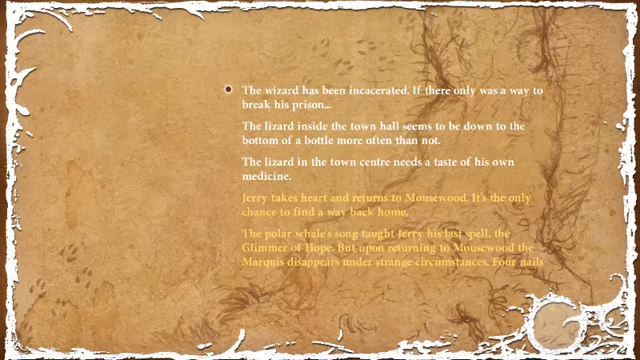 The wizard has been incacerated. If there only was a way to
break his prison...
The lizard inside the town hall seems to be down to the
bottom of a bottle more often than not.
The lizard in the town centre needs a taste of his own
medicine.
Jerry takes heart and returns to Mousewood. It's the only
chance to find a way back home.
The polar whale's song taught Jerry his last spell, the
Glimmer of Hope. But upon returning to Mousewood the
Marquis disappears under strange circumstances. Four nails